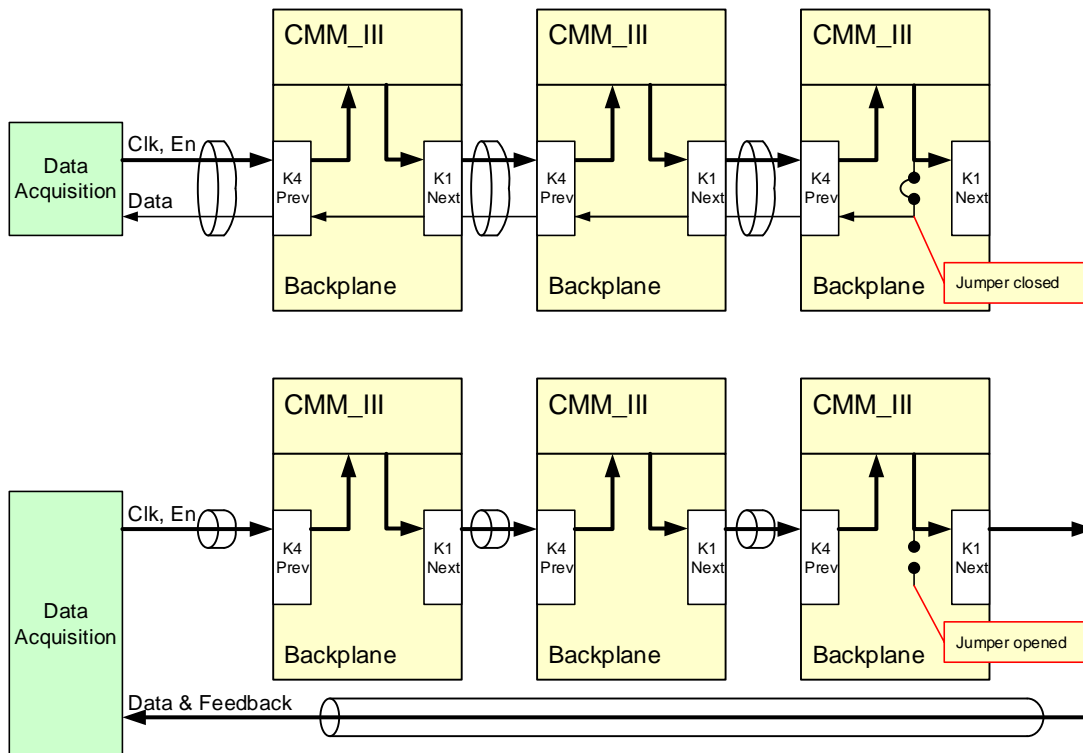 CMM_III
CMM_III
CMM_III
Data
Acquisition
Clk, En
Data
K4
Prev
K1
Next
K4
Prev
K1
Next
K4
Prev
K1
Next
Backplane
Backplane
Backplane
Jumper closed
CMM_III
CMM_III
CMM_III
Data
Acquisition
Clk, En
K4
Prev
K1
Next
K4
Prev
K1
Next
K4
Prev
K1
Next
Backplane
Backplane
Backplane
Jumper opened
Data & Feedback